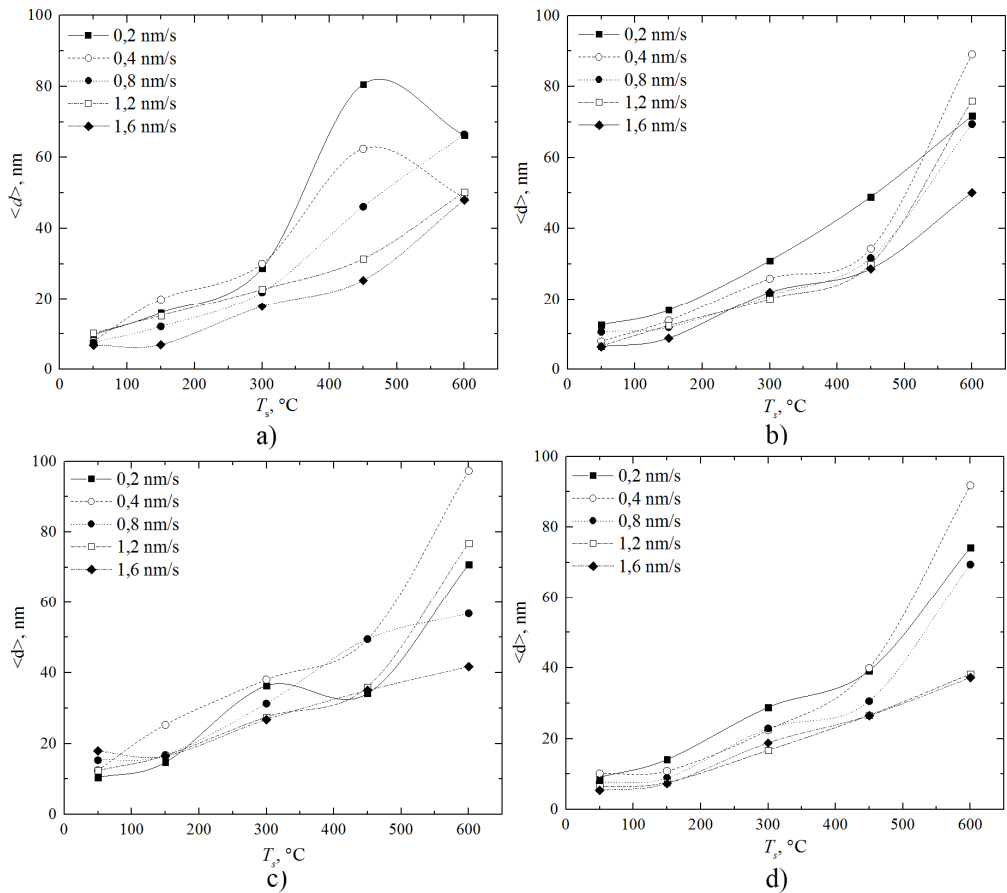 100
80
60
40
20
0
<d>, nm
0,2 nm/s
0,4 nm/s
0,8 nm/s
1,2 nm/s
1,6 nm/s
0 100 200 300 400 500 600
Ts, °C
a)
100
80
60
40
20
0
<d>, nm
0,2 nm/s
0,4 nm/s
0,8 nm/s
1,2 nm/s
1,6 nm/s
0 100 200 300 400 500 600
Ts, °C
b)
100
80
60
40
20
0
<d>, nm
0,2 nm/s
0,4 nm/s
0,8 nm/s
1,2 nm/s
1,6 nm/s
0 100 200 300 400 500 600
Ts, °C
c)
100
80
60
40
20
0
<d>, nm
0,2 nm/s
0,4 nm/s
0,8 nm/s
1,2 nm/s
1,6 nm/s
0 100 200 300 400 500 600
Ts, °C
d)